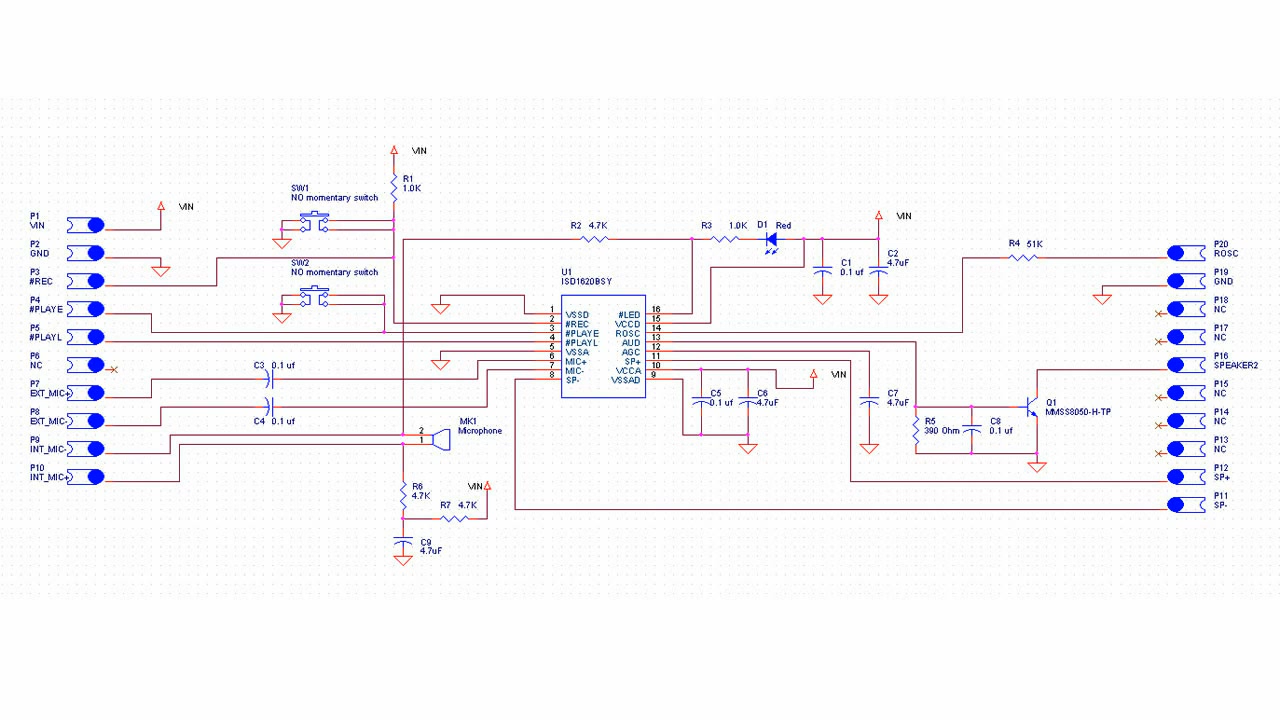 VIN
R1
1.0K
SW1
NO momentary switch
SW2
NO momentary switch
P1
VIN
VIN
P2
GND
P3
#REC
P4
#PLAYE
P5
#PLAYL
P6
NC
P7
EXT_MIC+
P8
EXT_MIC-
P9
INT_MIC-
P10
INT_MIC+
C3 0.1 uf
C4 0.1 uf
2
1
MK1
Microphone
R6
4.7K
R7 4.7K
VIN
C9
4.7uF
R2 4.7K
R3 1.0K
D1 Red
VIN
C1
0.1 uf
C2
4.7uF
U1
ISD1620BSY
1 VSSD #LED 16
2 #REC VCCD 15
3 #PLAYE ROSC 14
4 #PLAYL AUD 13
5 VSSA AGC 12
6 MIC+ SP+ 11
7 MIC- VCCA 10
8 SP- VSSAD 9
VIN
C5
0.1 uf
C6
4.7uF
C7
4.7uF
R5
390 Ohm
C8
0.1 uf
Q1
MMSS8050-H-TP
R4 51K
P20
ROSC
P19
GND
P18
NC
P17
NC
P16
SPEAKER2
P15
NC
P14
NC
P13
NC
P12
SP+
P11
SP-